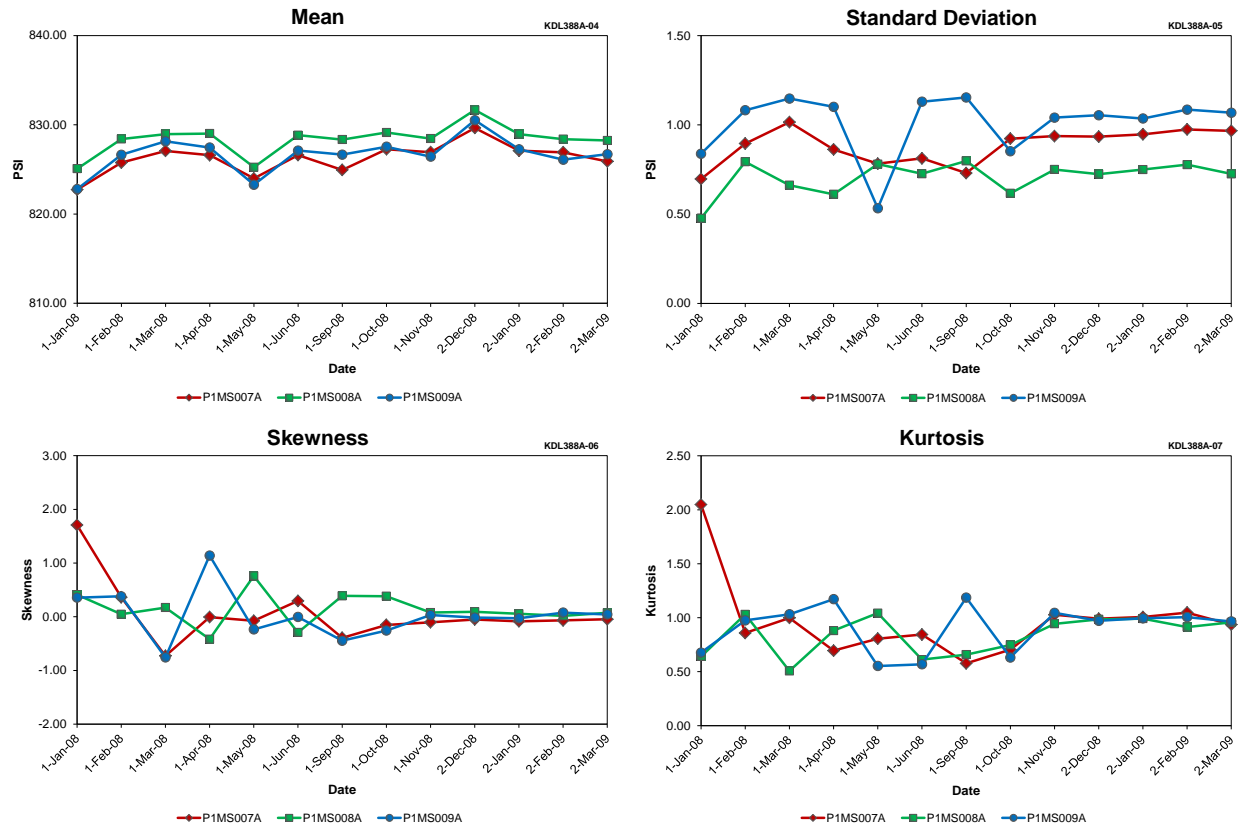 Mean
KDL388A-04
840.00
830.00
820.00
810.00
PSI
1-Jan-08
1-Feb-08
1-Mar-08
1-Apr-08
1-May-08
1-Jun-08
1-Sep-08
1-Oct-08
1-Nov-08
2-Dec-08
2-Jan-09
2-Feb-09
2-Mar-09
Date
P1MS007A P1MS008A P1MS009A
Standard Deviation
KDL388A-05
1.50
1.00
0.50
0.00
PSI
1-Jan-08
1-Feb-08
1-Mar-08
1-Apr-08
1-May-08
1-Jun-08
1-Sep-08
1-Oct-08
1-Nov-08
2-Dec-08
2-Jan-09
2-Feb-09
2-Mar-09
Date
P1MS007A P1MS008A P1MS009A
Skewness
KDL388A-06
3.00
2.00
1.00
0.00
-1.00
-2.00
Skewness
1-Jan-08
1-Feb-08
1-Mar-08
1-Apr-08
1-May-08
1-Jun-08
1-Sep-08
1-Oct-08
1-Nov-08
2-Dec-08
2-Jan-09
2-Feb-09
2-Mar-09
Date
P1MS007A P1MS008A P1MS009A
Kurtosis
KDL388A-07
2.50
2.00
1.50
1.00
0.50
0.00
Kurtosis
1-Jan-08
1-Feb-08
1-Mar-08
1-Apr-08
1-May-08
1-Jun-08
1-Sep-08
1-Oct-08
1-Nov-08
2-Dec-08
2-Jan-09
2-Feb-09
2-Mar-09
Date
P1MS007A P1MS008A P1MS009A